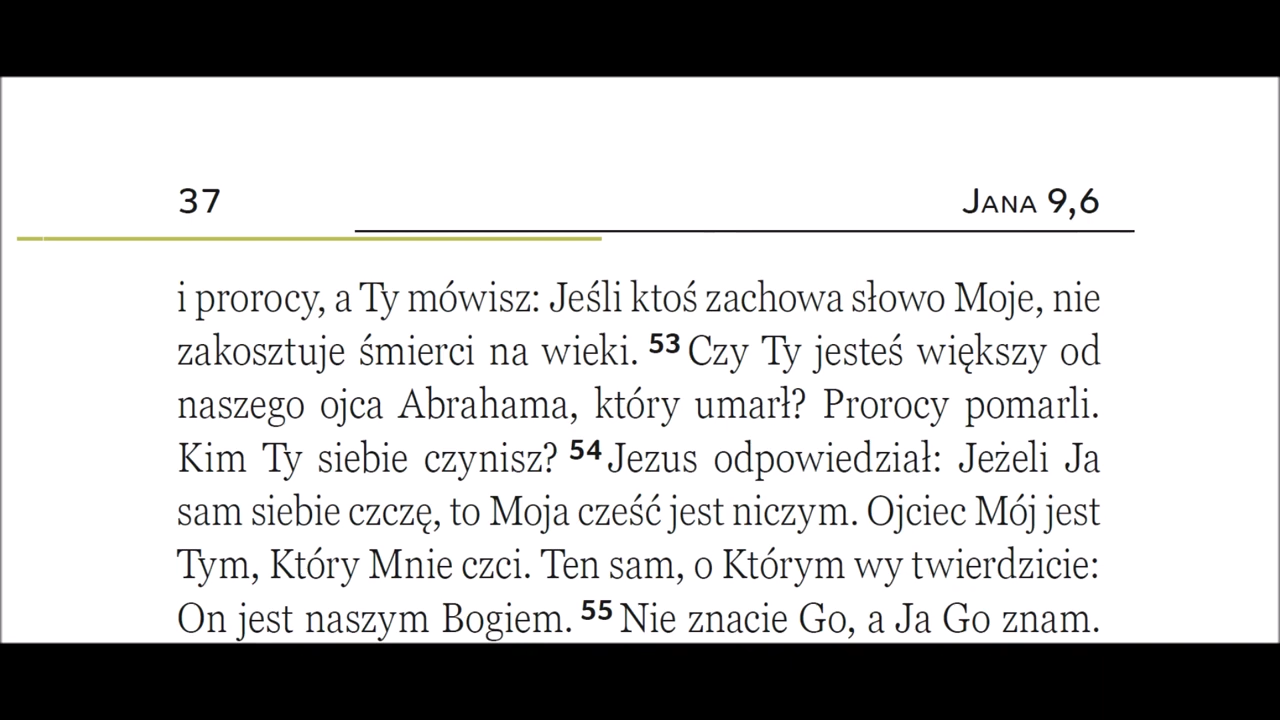 37 Jana 9,6
i prorocy, a Ty mówisz: Jeśli ktoś zachowa słowo Moje, nie
zakosztuje śmierci na wieki. 53 Czy Ty jesteś większy od
naszego ojca Abrahama, który umarł? Prorocy pomarli.
Kim Ty siebie czynisz? 54 Jezus odpowiedział: Jeżeli Ja
sam siebie czczę, to Moja cześć jest niczym. Ojciec Mój jest
Tym, Który Mnie czci. Ten sam, o Którym wy twierdzicie:
On jest naszym Bogiem. 55 Nie znacie Go, a Ja Go znam.